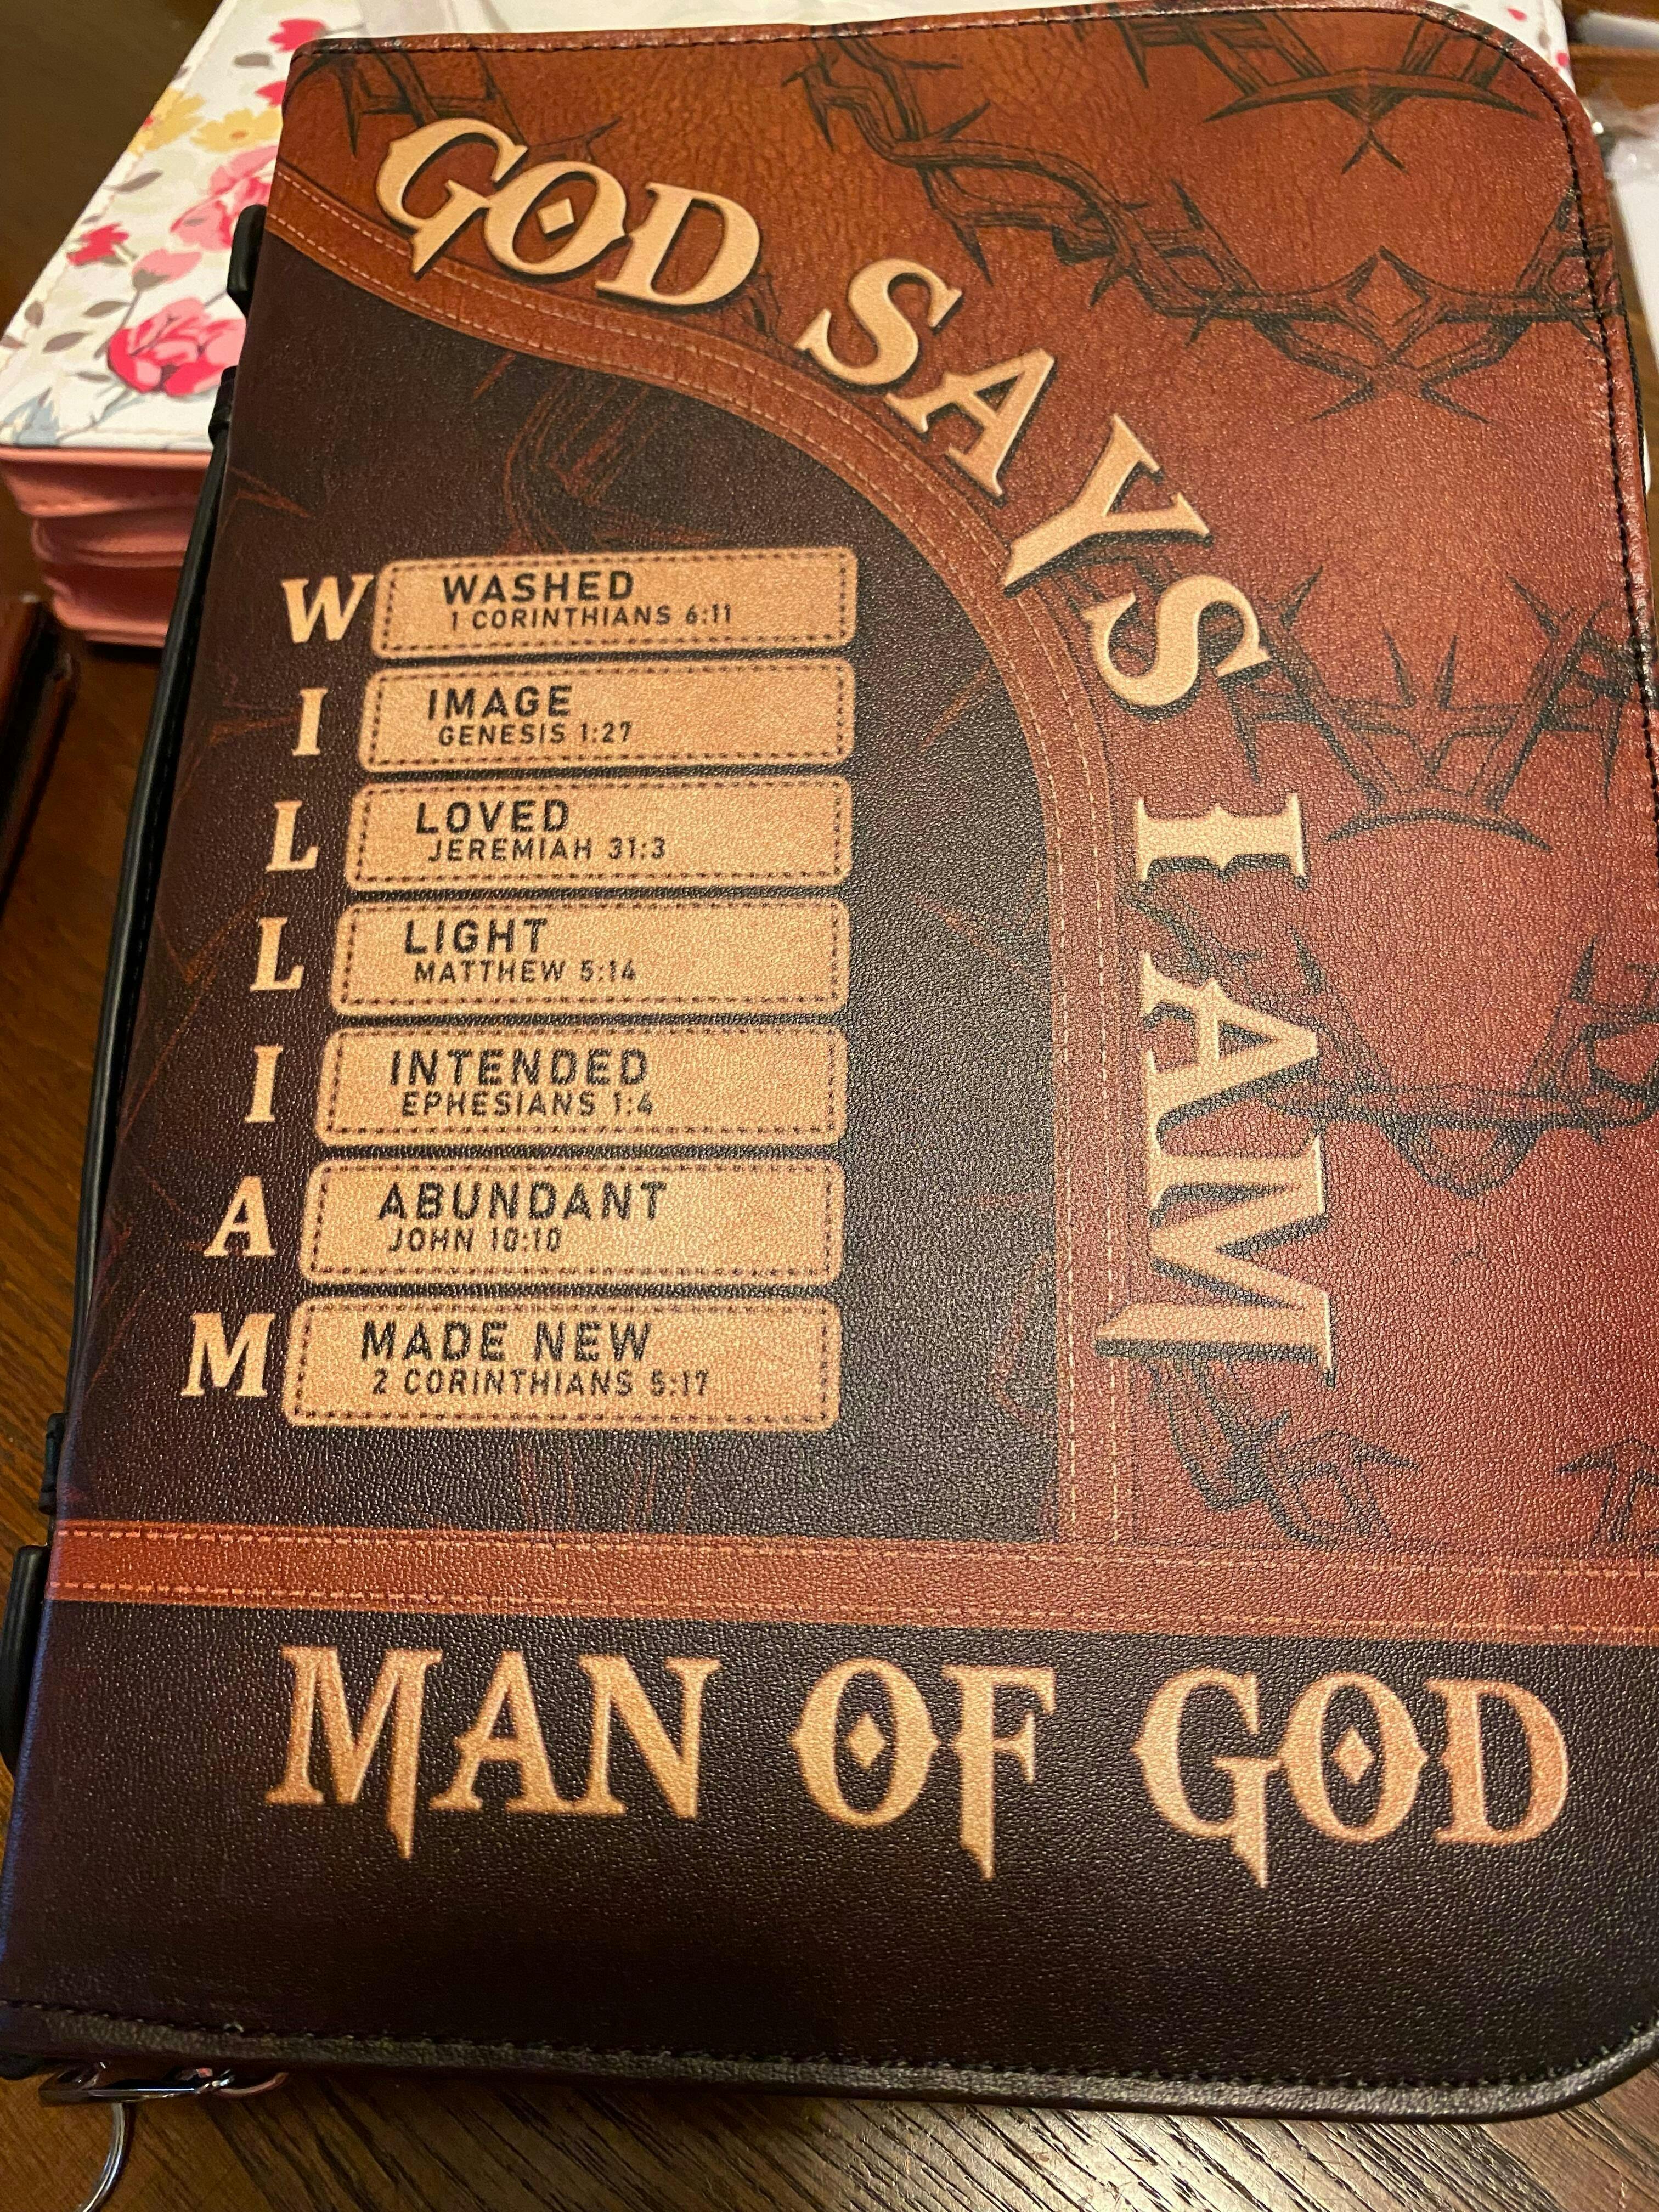 GOD SAYS I AM
W WASHED
1 CORINTHIANS 6:11
I IMAGE
GENESIS 1:27
L LOVED
JEREMIAH 31:3
L LIGHT
MATTHEW 5:14
I INTENDED
EPHESIANS 1:4
A ABUNDANT
JOHN 10:10
M MADE NEW
2 CORINTHIANS 5:17
MAN OF GOD